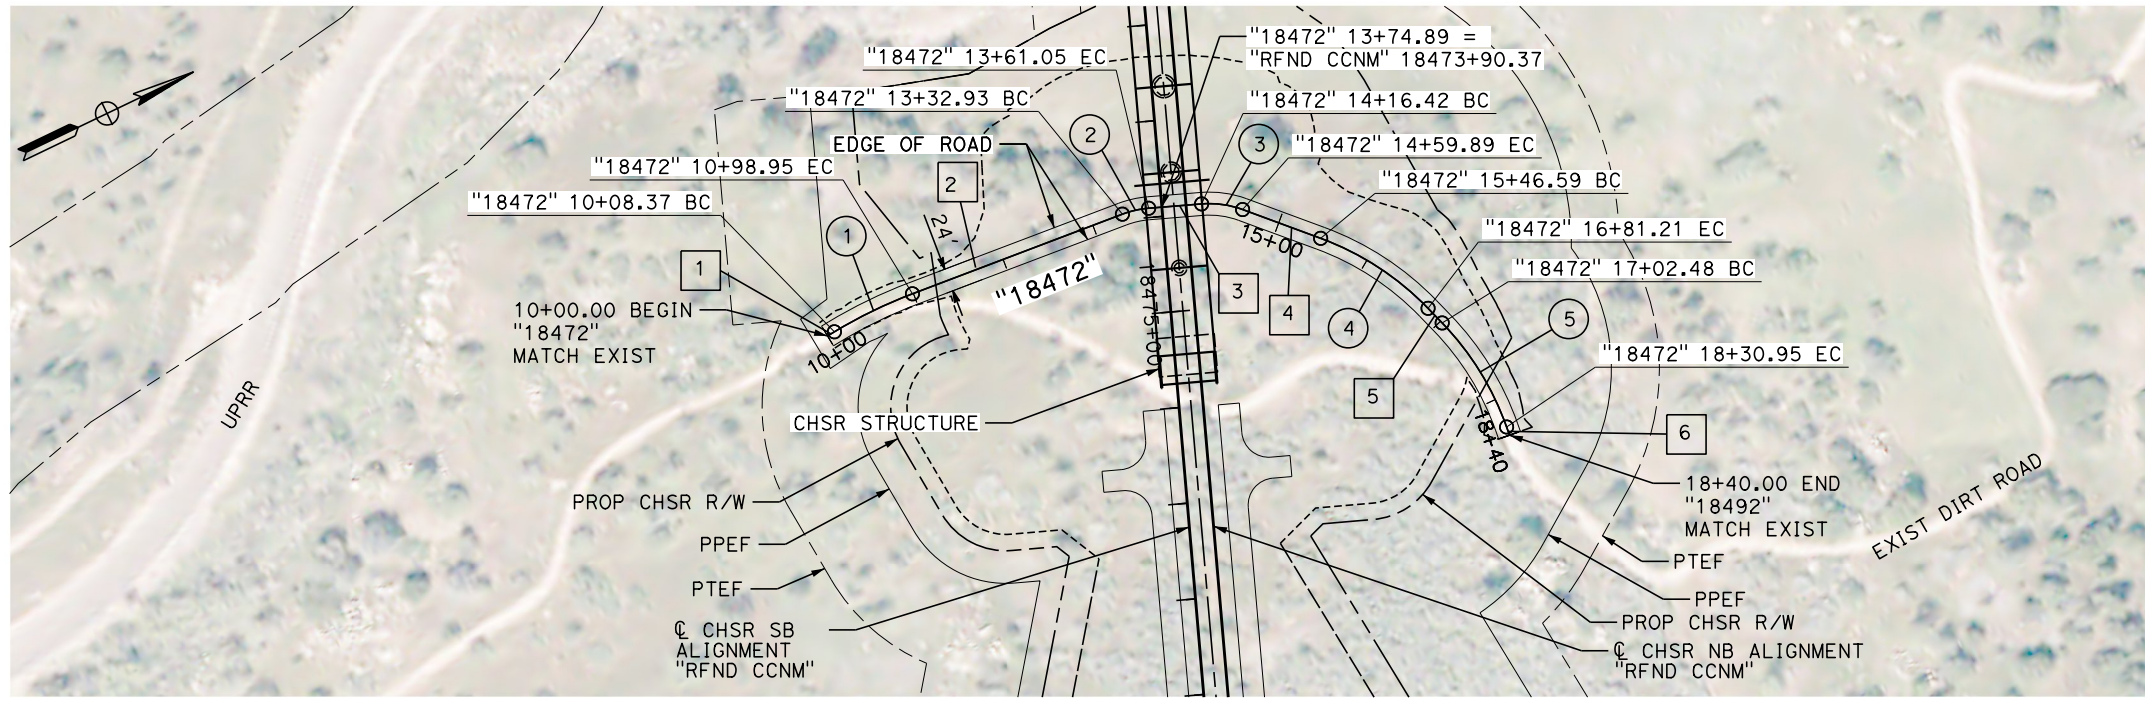 "18472" 13+74.89 =
"RFND CCNM" 18473+90.37
"18472" 13+61.05 EC
"18472" 13+32.93 BC
"18472" 14+16.42 BC
2
3
EDGE OF ROAD
"18472" 14+59.89 EC
"18472" 10+98.95 EC
2
"18472" 15+46.59 BC
"18472" 10+08.37 BC
24'
1
15+00
"18472" 16+81.21 EC
1
"18472"
"18472" 17+02.48 BC
18475+00
3
4
4
5
10+00.00 BEGIN
"18472"
MATCH EXIST
10+00
"18472" 18+30.95 EC
5
UPRR
CHSR STRUCTURE
18+40
6
PROP CHSR R/W
18+40.00 END
"18492"
MATCH EXIST
EXIST DIRT ROAD
PPEF
PTEF
PTEF
PPEF
PROP CHSR R/W
℄ CHSR SB
ALIGNMENT
"RFND CCNM"
℄ CHSR NB ALIGNMENT
"RFND CCNM"